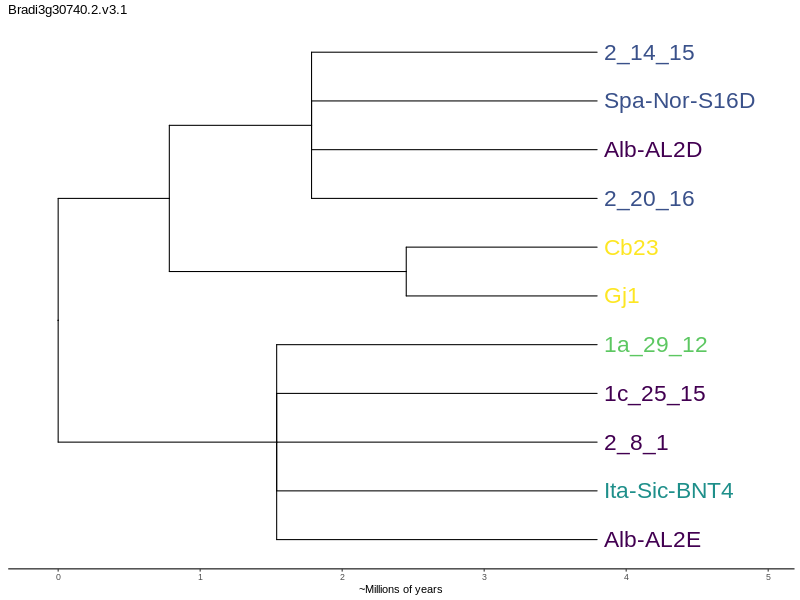 Bradi3g30740.2.v3.1
2_14_15
Spa-Nor-S16D
Alb-AL2D
2_20_16
Cb23
Gj1
1a_29_12
1c_25_15
2_8_1
Ita-Sic-BNT4
Alb-AL2E
0 1 2 3 4 5
~Millions of years